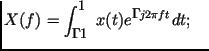 X(f) = ∫_{Γ1}^{1} x(t)e^{Γj2πft}dt;